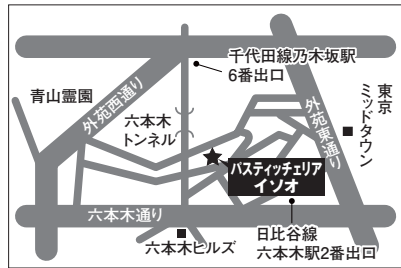 千代田線乃木坂駅
6番出口
青山霊園
外苑西通り
六本木
トンネル
外苑東通り
東京
ミッドタウン
パスティッチェリア
イソオ
六本木通り
六本木ヒルズ
日比谷線
六本木駅2番出口